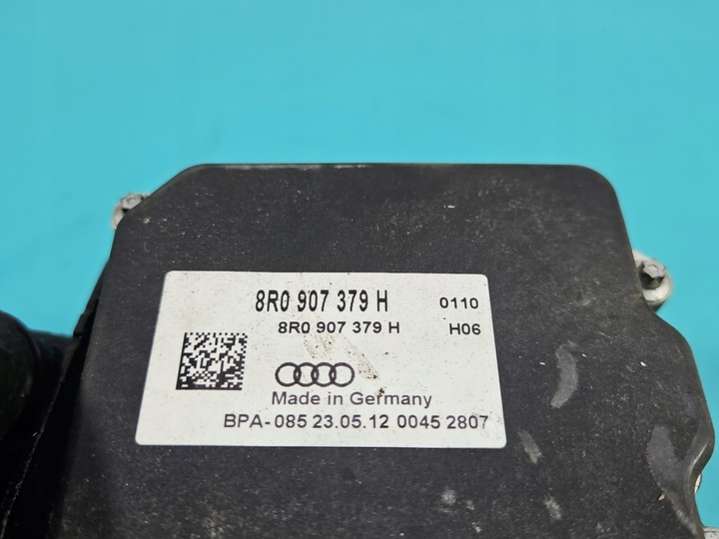 8R0 907 379 H 0110
8R0 907 379 H H06
Made in Germany
BPA-085 23.05.12 0045 2807